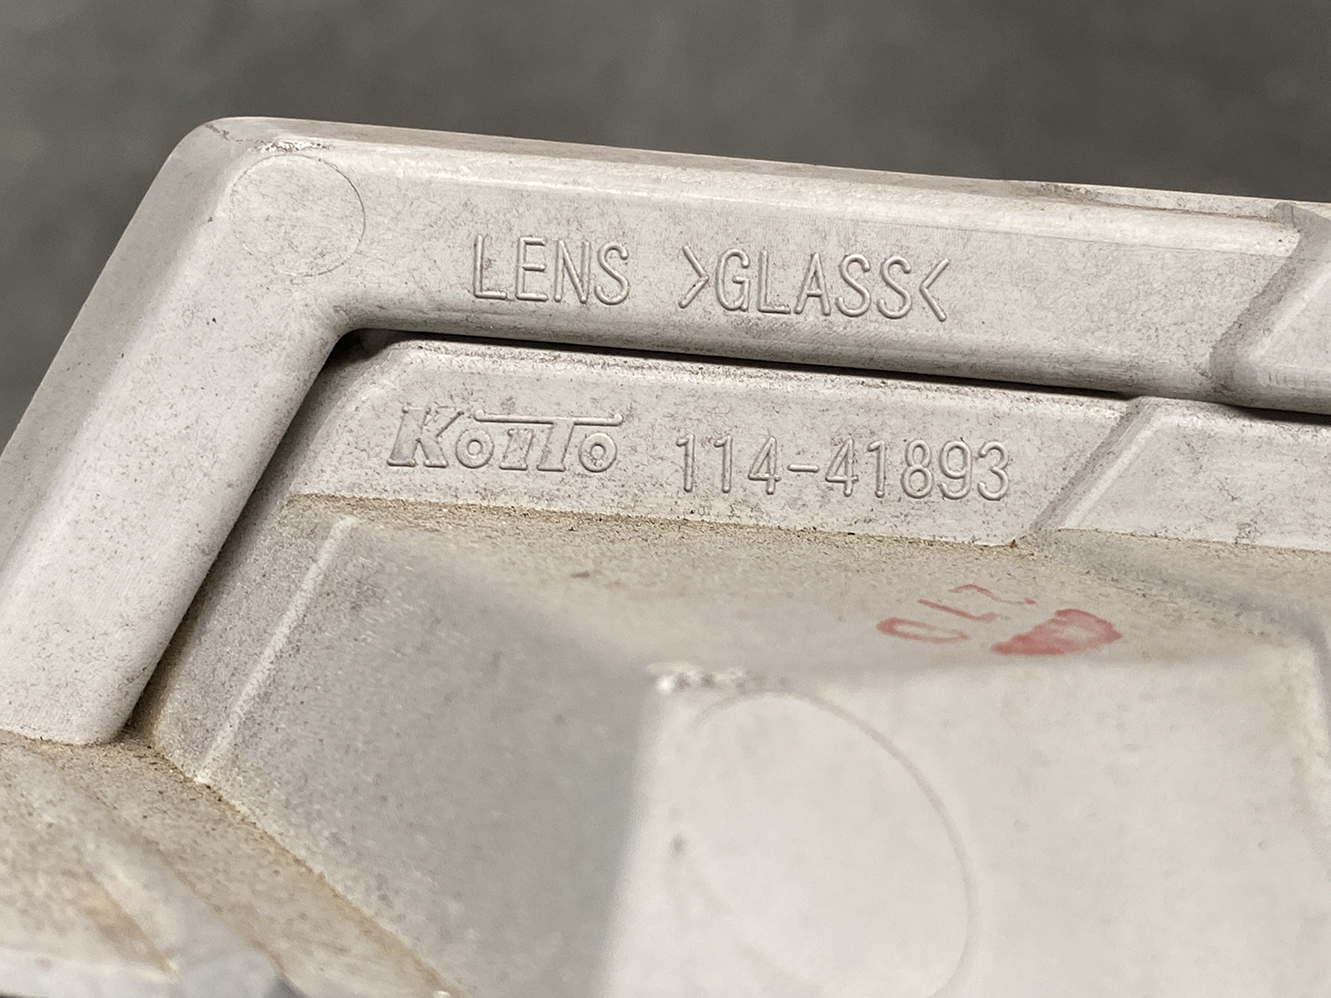 LENS >GLASS<
KoiTo 114-41893